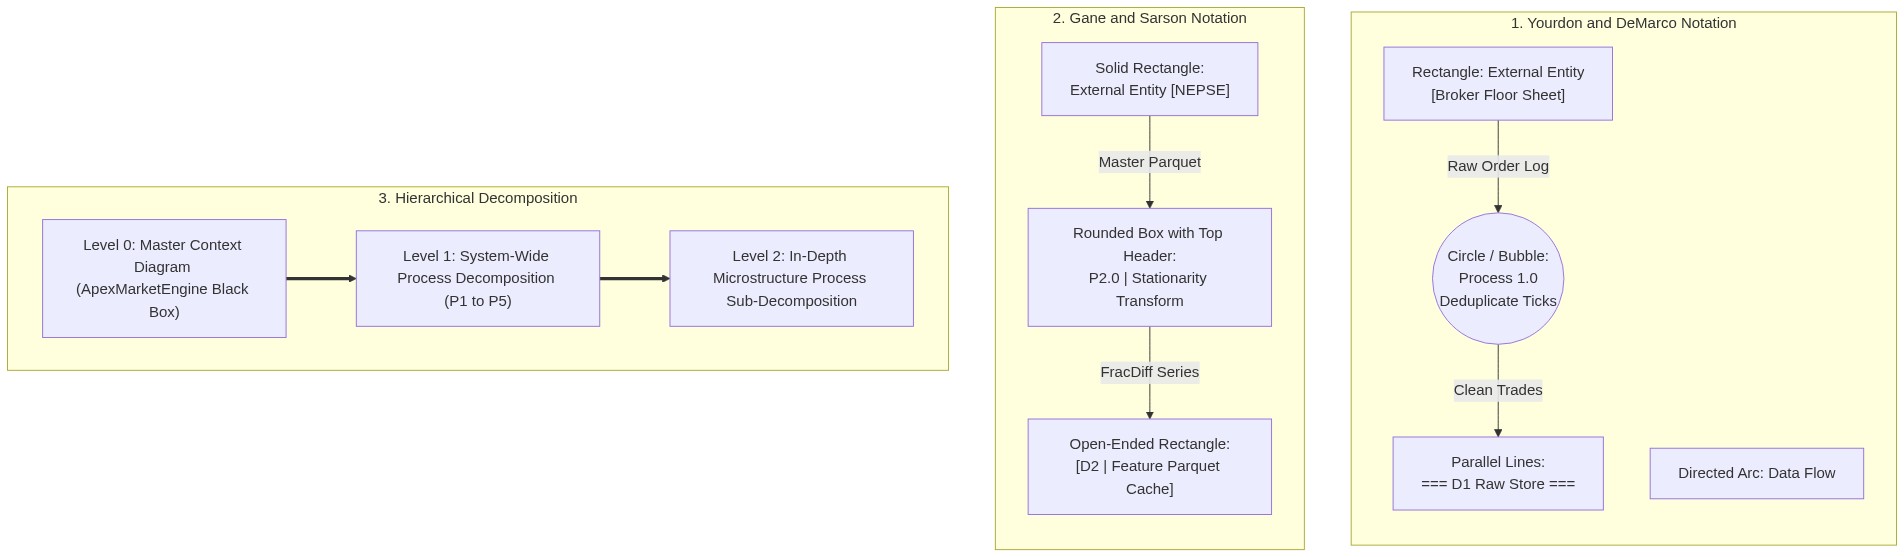 3. Hierarchical Decomposition
Level 0: Master Context
Diagram
(ApexMarketEngine Black
Box)
Level 1: System-Wide
Process Decomposition
(P1 to P5)
Level 2: In-Depth
Microstructure Process
Sub-Decomposition
2. Gane and Sarson Notation
Solid Rectangle:
External Entity [NEPSE]
Master Parquet
Rounded Box with Top
Header:
P2.0 | Stationarity
Transform
FracDiff Series
Open-Ended Rectangle:
[D2 | Feature Parquet
Cache]
1. Yourdon and DeMarco Notation
Rectangle: External Entity
[Broker Floor Sheet]
Raw Order Log
Circle / Bubble:
Process 1.0
Deduplicate Ticks
Clean Trades
Parallel Lines:
=== D1 Raw Store ===
Directed Arc: Data Flow